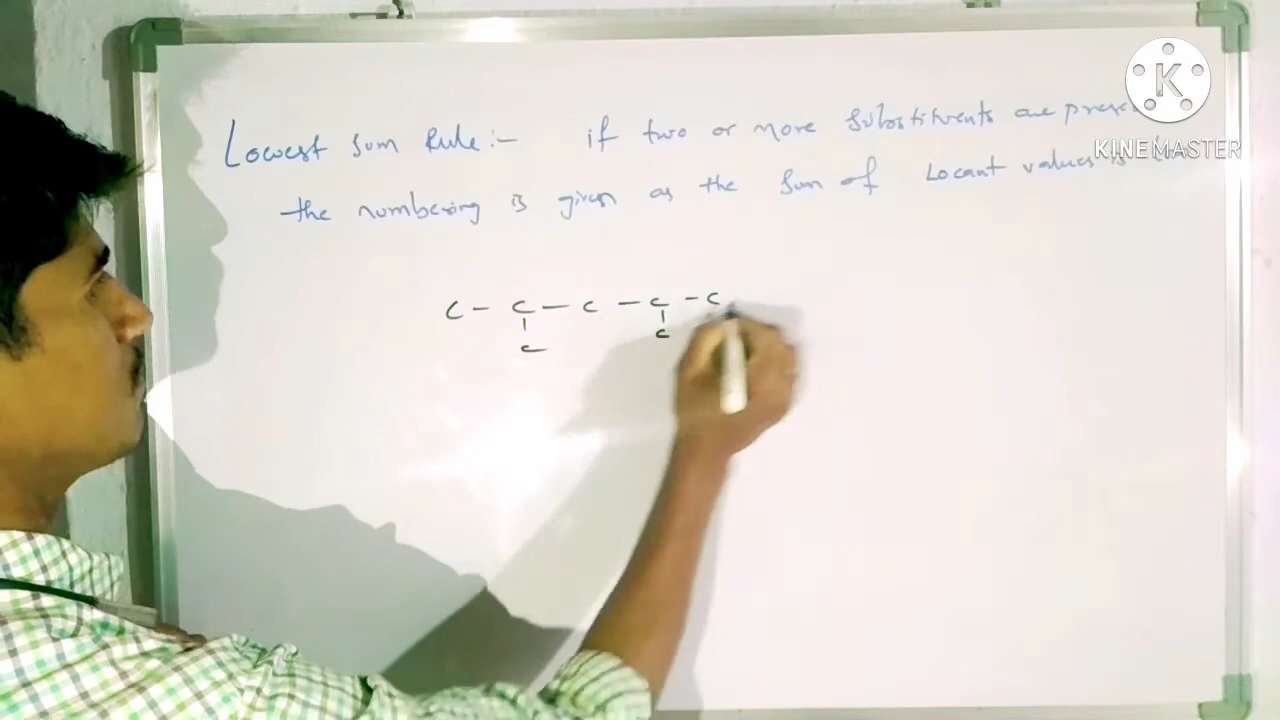 Lowest Sum Rule:- if two or more Substituents are
the numbering is given as the Sum of Locant values is
C - C - C - C - C
C C
K
KINEMASTER